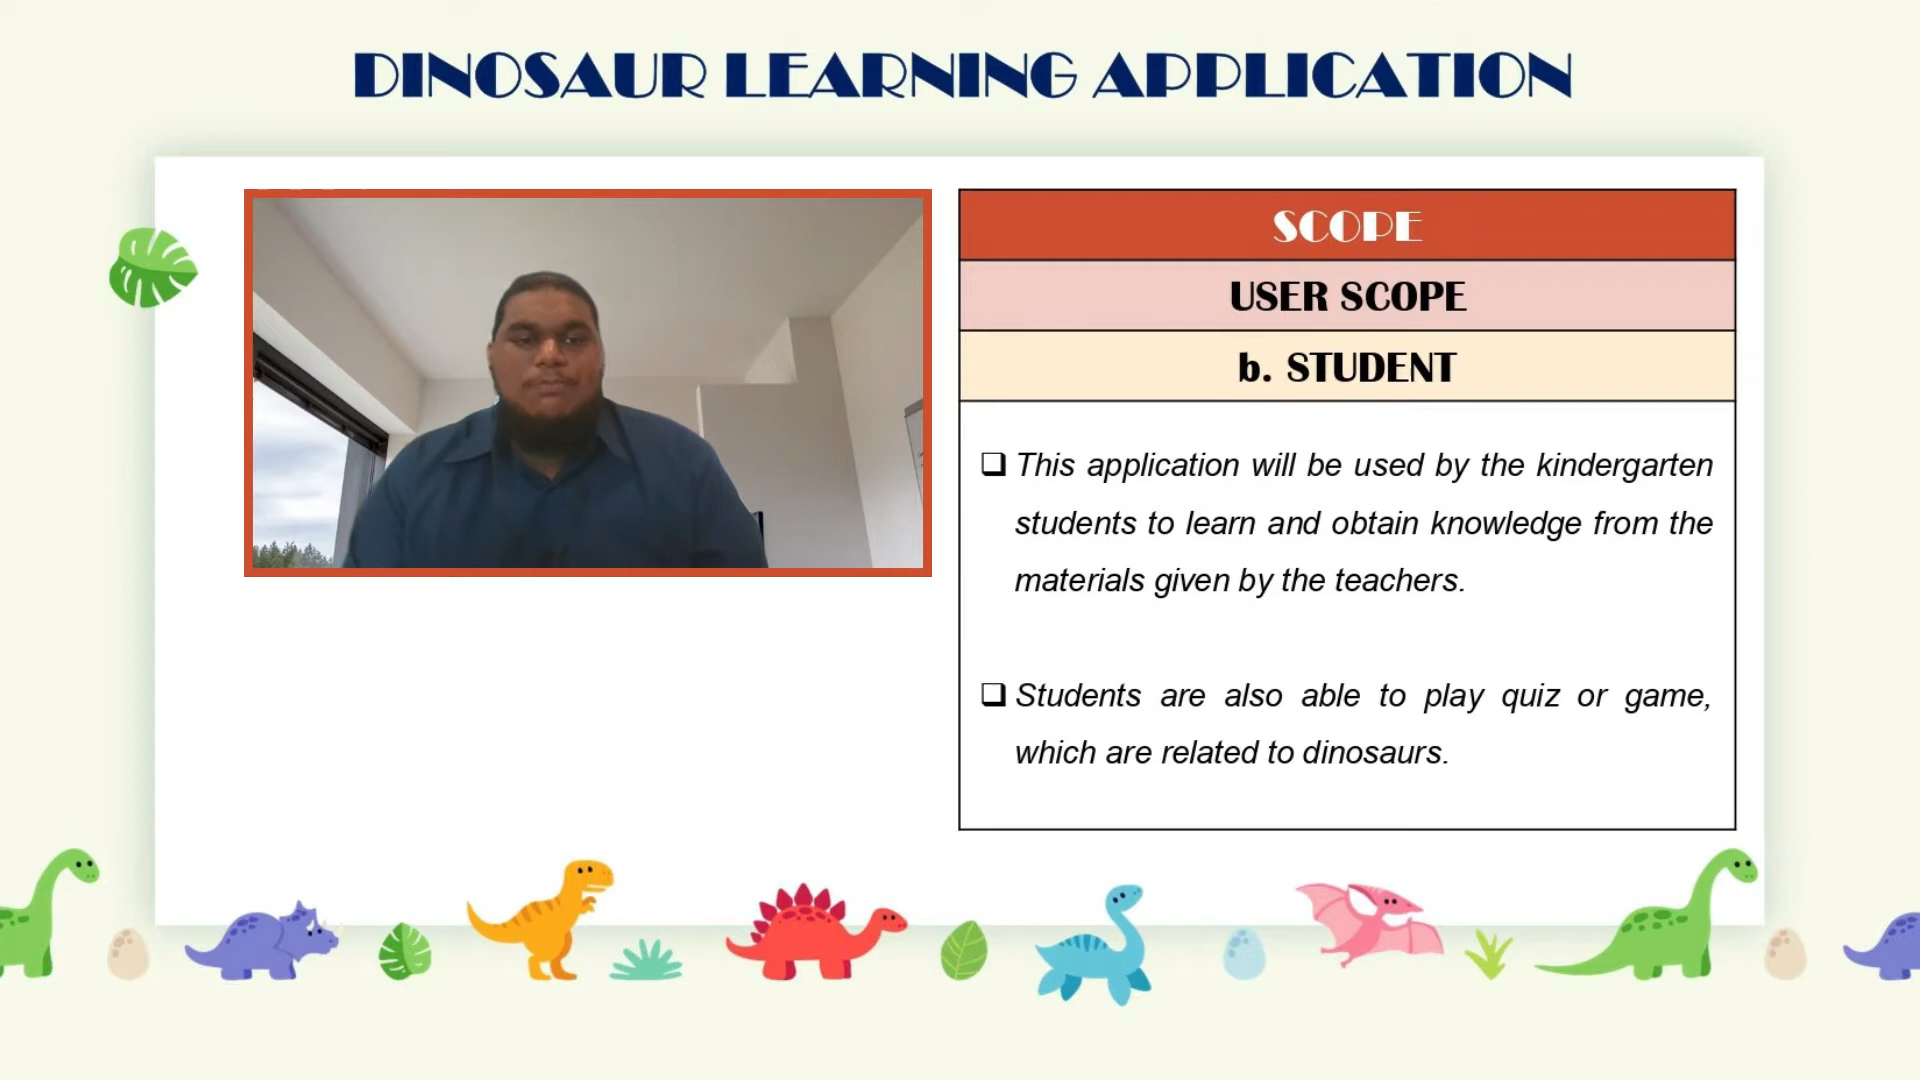 DINOSAUR LEARNING APPLICATION
SCOPE
USER SCOPE
b. STUDENT
❑ This application will be used by the kindergarten
students to learn and obtain knowledge from the
materials given by the teachers.
❑ Students are also able to play quiz or game,
which are related to dinosaurs.